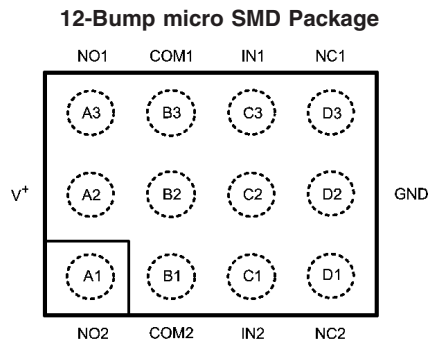 12-Bump micro SMD Package
NO1 COM1 IN1 NC1
A3 B3 C3 D3
V+ A2 B2 C2 D2 GND
A1 B1 C1 D1
NO2 COM2 IN2 NC2